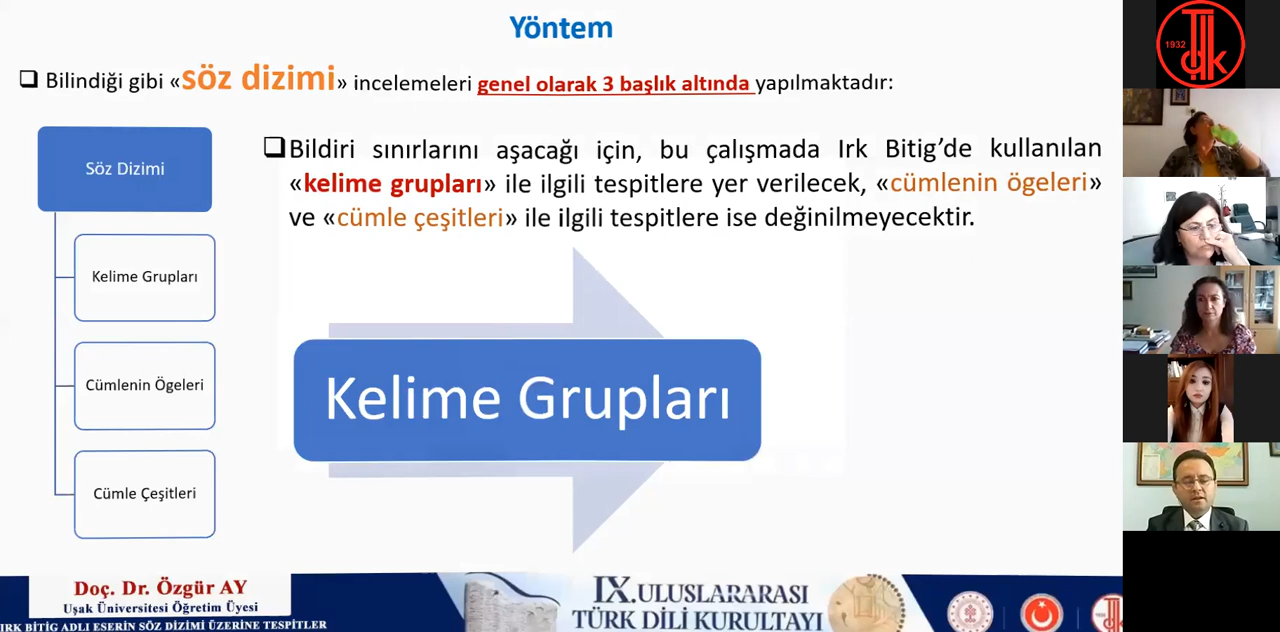 Yöntem
Bilindiği gibi «söz dizimi» incelemeleri genel olarak 3 başlık altında yapılmaktadır:
Söz Dizimi
Kelime Grupları
Cümlenin Ögeleri
Cümle Çeşitleri
Bildiri sınırlarını aşacağı için, bu çalışmada Irk Bitig’de kullanılan
«kelime grupları» ile ilgili tespitlere yer verilecek, «cümlenin ögeleri»
ve «cümle çeşitleri» ile ilgili tespitlere ise değinilmeyecektir.
Kelime Grupları
Doç. Dr. Özgür AY
Uşak Üniversitesi Öğretim Üyesi
IRK BİTİG ADLI ESERİN SÖZ DİZİMİ ÜZERİNE TESPİTLER
IX.ULUSLARARASI
TÜRK DİLİ KURULTAYI
1932